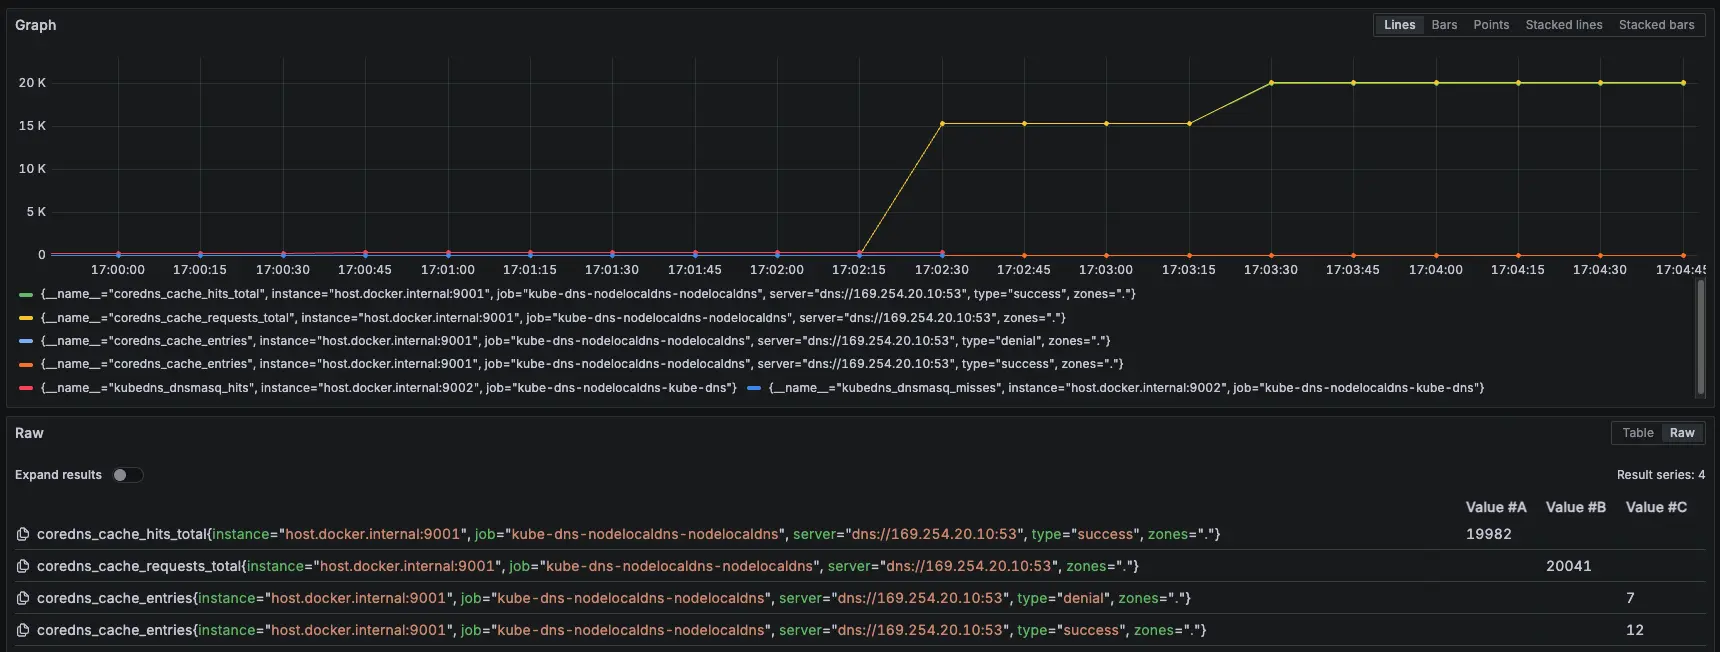 Graph
Lines Bars Points Stacked lines Stacked bars
20 K
15 K
10 K
5 K
0
17:00:00 17:00:15 17:00:30 17:00:45 17:01:00 17:01:15 17:01:30 17:01:45 17:02:00 17:02:15 17:02:30 17:02:45 17:03:00 17:03:15 17:03:30 17:03:45 17:04:00 17:04:15 17:04:30 17:04:45
{__name__="coredns_cache_hits_total", instance="host.docker.internal:9001", job="kube-dns-nodelocaldns-nodelocaldns", server="dns://169.254.20.10:53", type="success", zones="."}
{__name__="coredns_cache_requests_total", instance="host.docker.internal:9001", job="kube-dns-nodelocaldns-nodelocaldns", server="dns://169.254.20.10:53", zones="."}
{__name__="coredns_cache_entries", instance="host.docker.internal:9001", job="kube-dns-nodelocaldns-nodelocaldns", server="dns://169.254.20.10:53", type="denial", zones="."}
{__name__="coredns_cache_entries", instance="host.docker.internal:9001", job="kube-dns-nodelocaldns-nodelocaldns", server="dns://169.254.20.10:53", type="success", zones="."}
{__name__="kubedns_dnsmasq_hits", instance="host.docker.internal:9002", job="kube-dns-nodelocaldns-kube-dns"} {__name__="kubedns_dnsmasq_misses", instance="host.docker.internal:9002", job="kube-dns-nodelocaldns-kube-dns"}
Raw
Table Raw
Expand results
Result series: 4
Value #A Value #B Value #C
coredns_cache_hits_total{instance="host.docker.internal:9001", job="kube-dns-nodelocaldns-nodelocaldns", server="dns://169.254.20.10:53", type="success", zones="."} 19982
coredns_cache_requests_total{instance="host.docker.internal:9001", job="kube-dns-nodelocaldns-nodelocaldns", server="dns://169.254.20.10:53", zones="."} 20041
coredns_cache_entries{instance="host.docker.internal:9001", job="kube-dns-nodelocaldns-nodelocaldns", server="dns://169.254.20.10:53", type="denial", zones="."} 7
coredns_cache_entries{instance="host.docker.internal:9001", job="kube-dns-nodelocaldns-nodelocaldns", server="dns://169.254.20.10:53", type="success", zones="."} 12